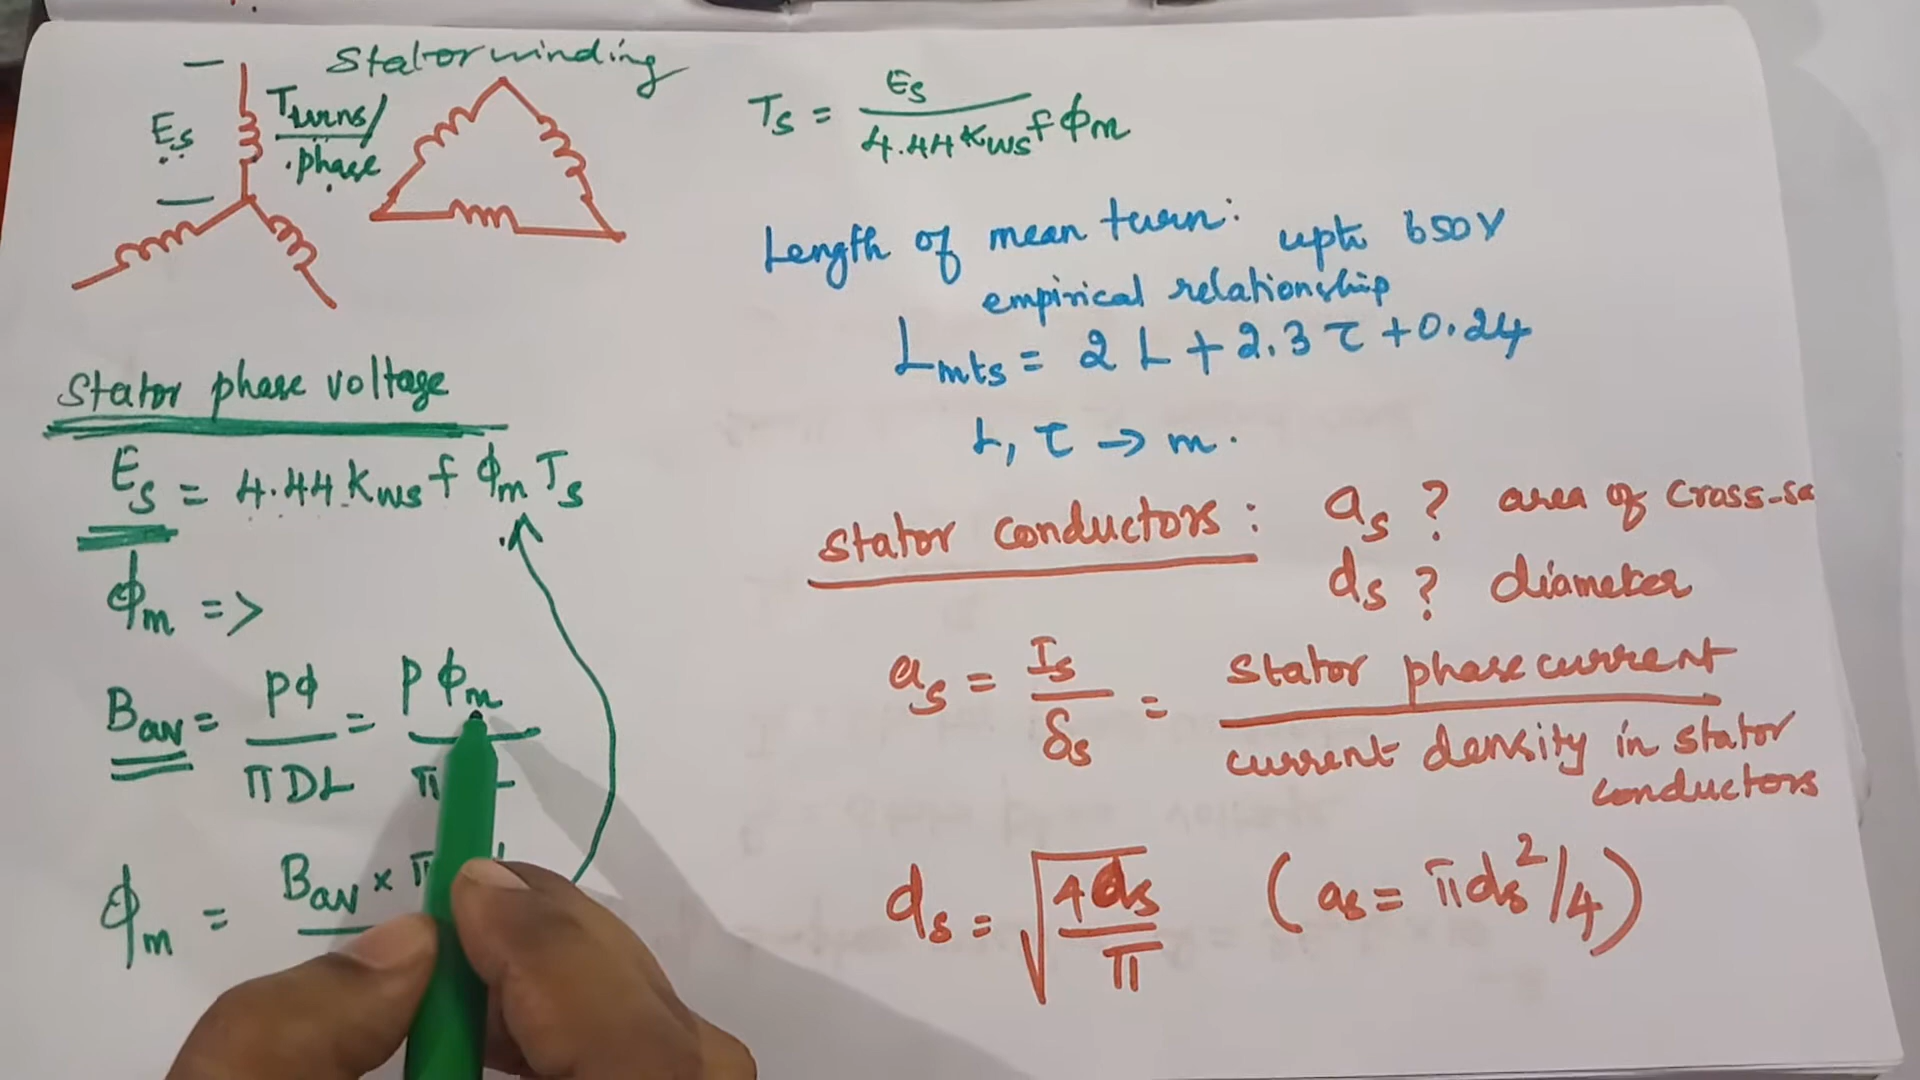 Stator winding
Es
Turns/
phase
Stator phase voltage
Es = 4.44 Kws f ϕm Ts
ϕm =>
Bav = pϕ / πDL = pϕm / π L
ϕm = Bav × π
Ts = Es / 4.44 Kws f ϕm
Length of mean turn: upto 650V
empirical relationship
Lmts = 2 L + 2.3 τ + 0.24
L, τ → m.
Stator conductors : as ? area of cross-se
ds ? diameter
as = Is / δs = Stator phase current / current density in stator
conductors
ds = √(4as / π) (as = πds²/4)